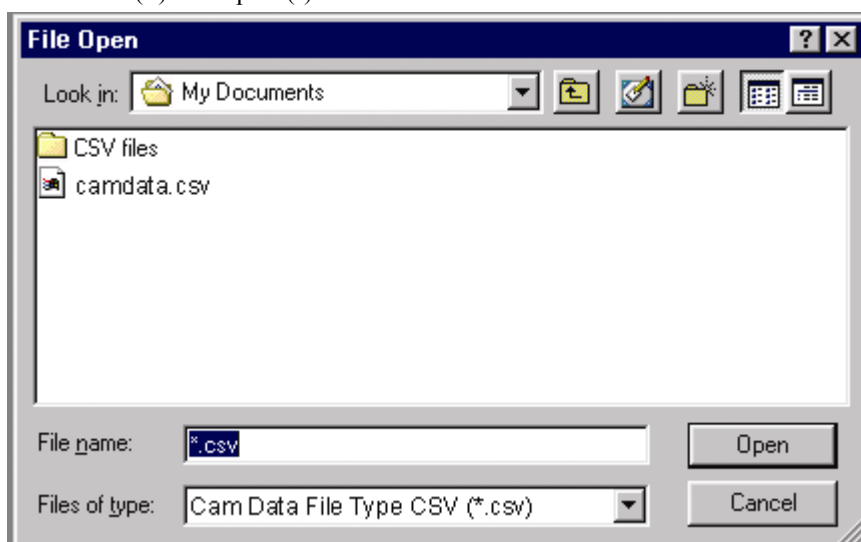 File Open
Look in: My Documents
CSV files
camdata.csv
File name: *.csv Open
Files of type: Cam Data File Type CSV (*.csv) Cancel